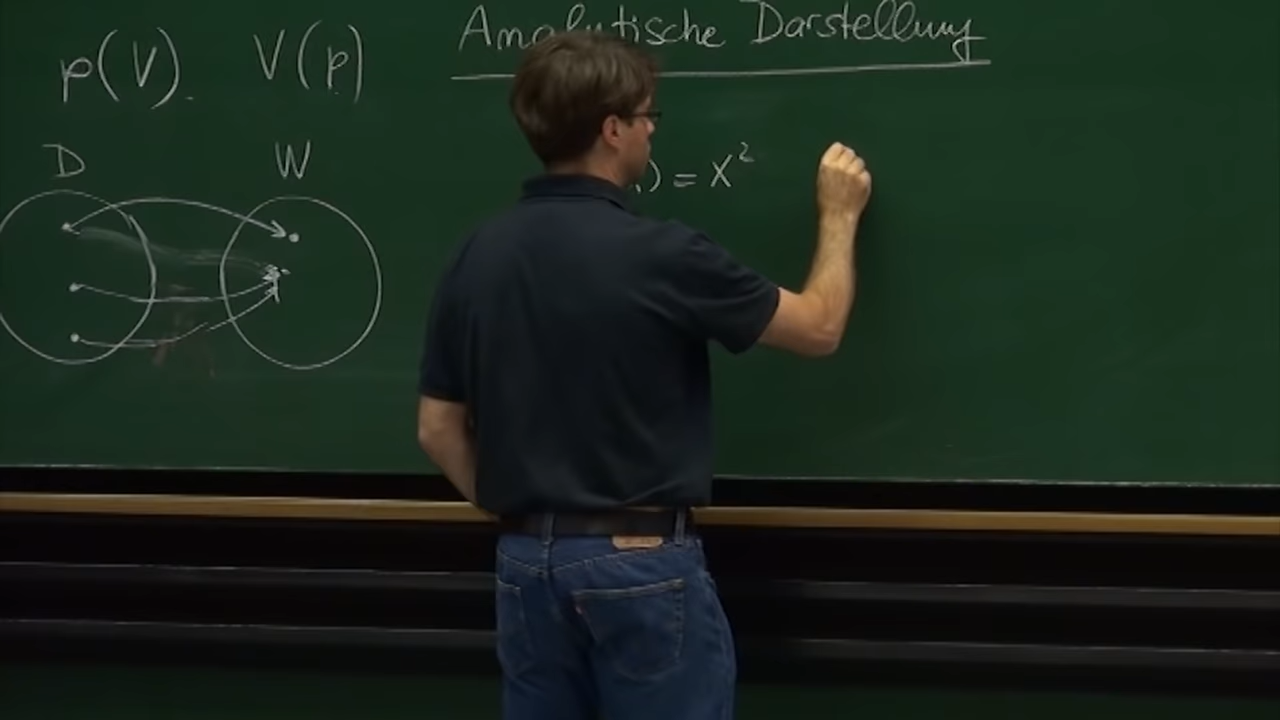 p(V). V(p)
Analytische Darstellung
D W
) = x²